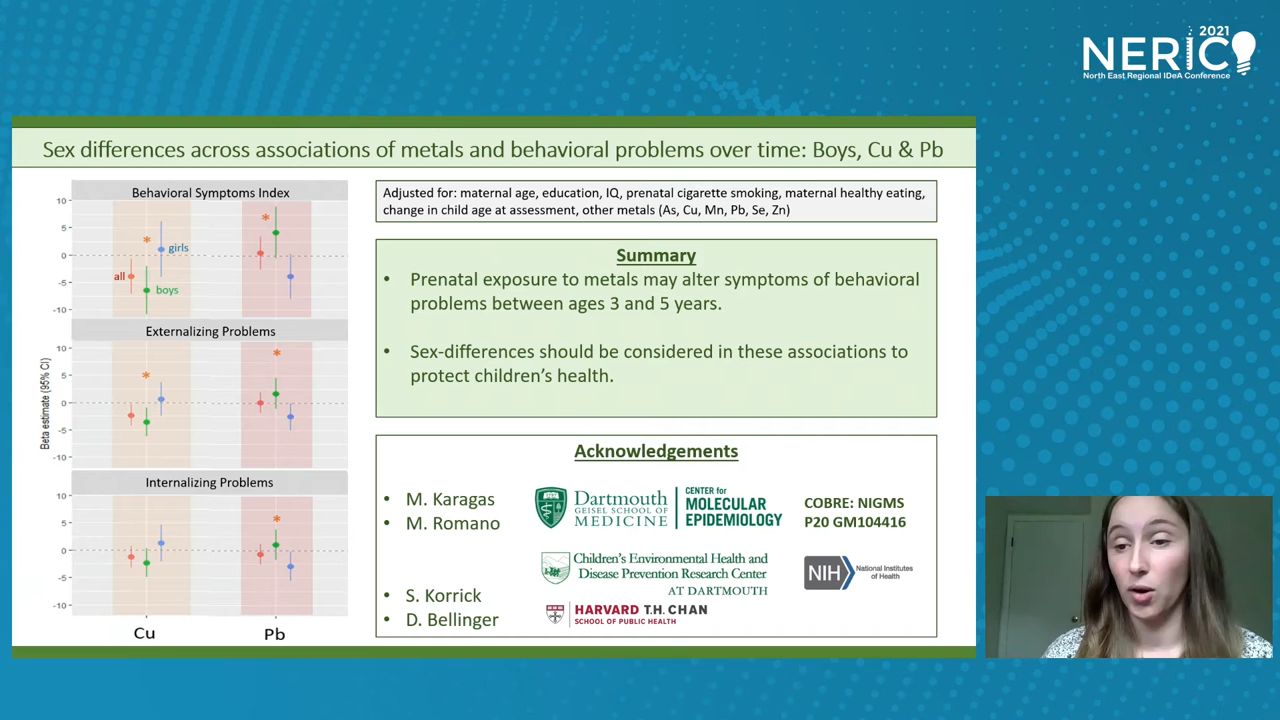 2021
NERIC
North East Regional IDeA Conference
Sex differences across associations of metals and behavioral problems over time: Boys, Cu & Pb
Behavioral Symptoms Index
10
5
0
-5
-10
*
*
girls
all
boys
Externalizing Problems
10
5
0
-5
-10
*
*
Beta estimate (95% CI)
Internalizing Problems
10
5
0
-5
-10
*
Cu
Pb
Adjusted for: maternal age, education, IQ, prenatal cigarette smoking, maternal healthy eating,
change in child age at assessment, other metals (As, Cu, Mn, Pb, Se, Zn)
Summary
• Prenatal exposure to metals may alter symptoms of behavioral
problems between ages 3 and 5 years.
• Sex-differences should be considered in these associations to
protect children's health.
Acknowledgements
• M. Karagas
• M. Romano
• S. Korrick
• D. Bellinger
Dartmouth
GEISEL SCHOOL OF
MEDICINE
CENTER for
MOLECULAR
EPIDEMIOLOGY
COBRE: NIGMS
P20 GM104416
Children's Environmental Health and
Disease Prevention Research Center
AT DARTMOUTH
NIH
National Institutes
of Health
HARVARD T.H. CHAN
SCHOOL OF PUBLIC HEALTH